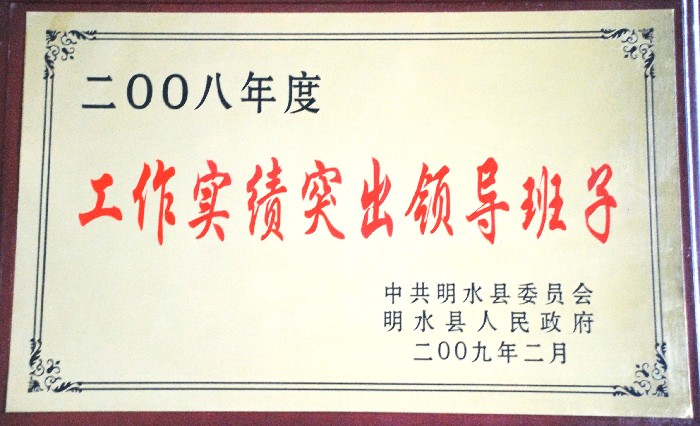 二OO八年度
工作实绩突出领导班子
中共明水县委员会
明水县人民政府
二OO九年二月